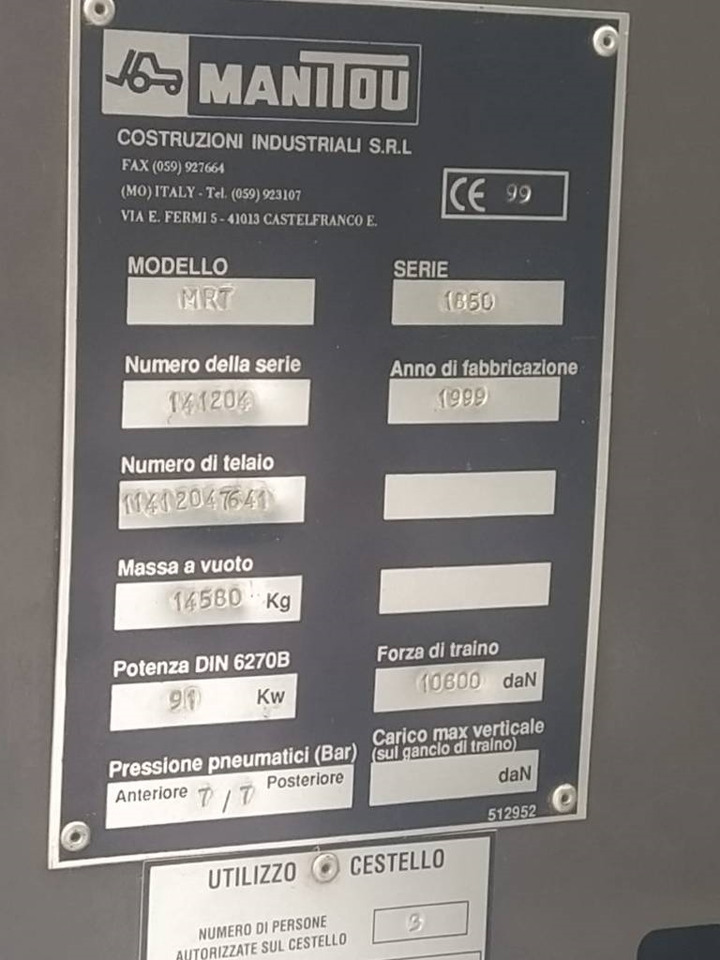 MANITOU
COSTRUZIONI INDUSTRIALI S.R.L
FAX (059) 927664
(MO) ITALY - Tel. (059) 923107
VIA E. FERMI 5 - 41013 CASTELFRANCO E.
CE 99
MODELLO
MRT
SERIE
1850
Numero della serie
141204
Anno di fabbricazione
1999
Numero di telaio
11412047641
Massa a vuoto
14580 Kg
Potenza DIN 6270B
91 Kw
Forza di traino
10800 daN
Pressione pneumatici (Bar)
Anteriore 7 / 7 Posteriore
Carico max verticale
(sul gancio di traino)
daN
512952
UTILIZZO CESTELLO
NUMERO DI PERSONE
AUTORIZZATE SUL CESTELLO
3